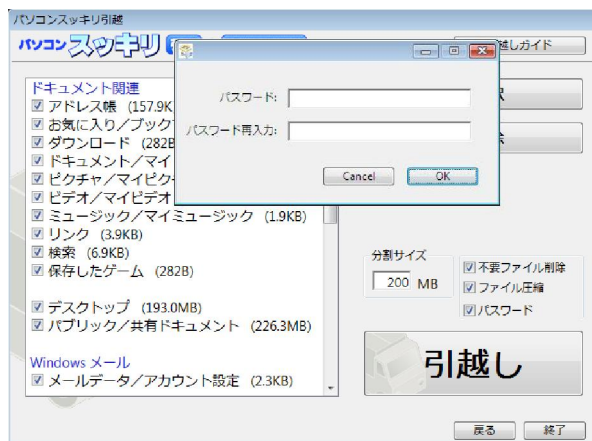 パソコンスッキリ引越
パソコンスッキリ
越しガイド
ドキュメント関連
アドレス帳 (157.9K
お気に入り/ブック
ダウンロード (282B
ドキュメント/マイ
ピクチャ/マイピク
ビデオ/マイビデオ
ミュージック/マイミュージック (1.9KB)
リンク (3.9KB)
検索 (6.9KB)
保存したゲーム (282B)
デスクトップ (193.0MB)
パブリック/共有ドキュメント (226.3MB)
Windows メール
メールデータ/アカウント設定 (2.3KB)
パスワード:
パスワード再入力:
Cancel
OK
分割サイズ
200 MB
不要ファイル削除
ファイル圧縮
パスワード
引越し
戻る
終了